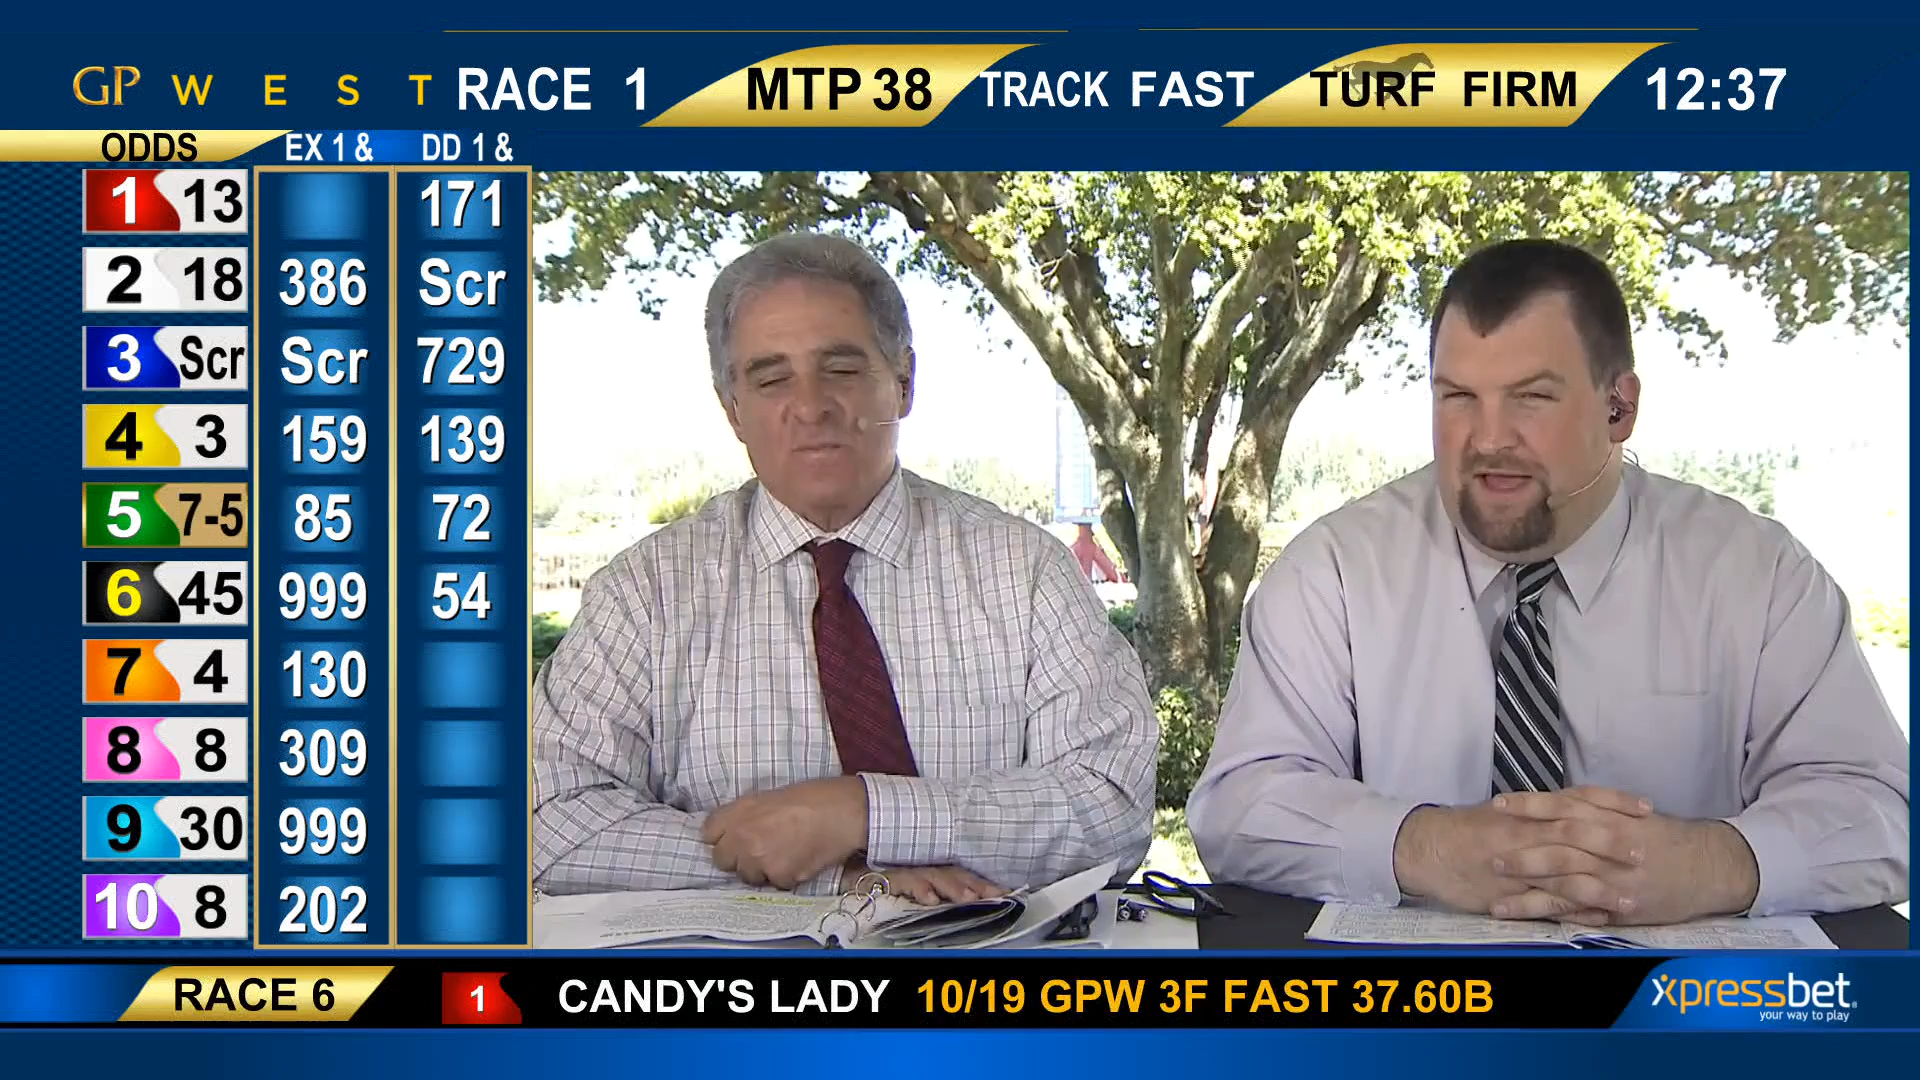 GP WEST RACE 1 MTP 38 TRACK FAST TURF FIRM 12:37
ODDS EX 1 & DD 1 &
1 13 171
2 18 386 Scr
3 Scr Scr 729
4 3 159 139
5 7-5 85 72
6 45 999 54
7 4 130
8 8 309
9 30 999
10 8 202
RACE 6 1 CANDY'S LADY 10/19 GPW 3F FAST 37.60B xpressbet.
your way to play